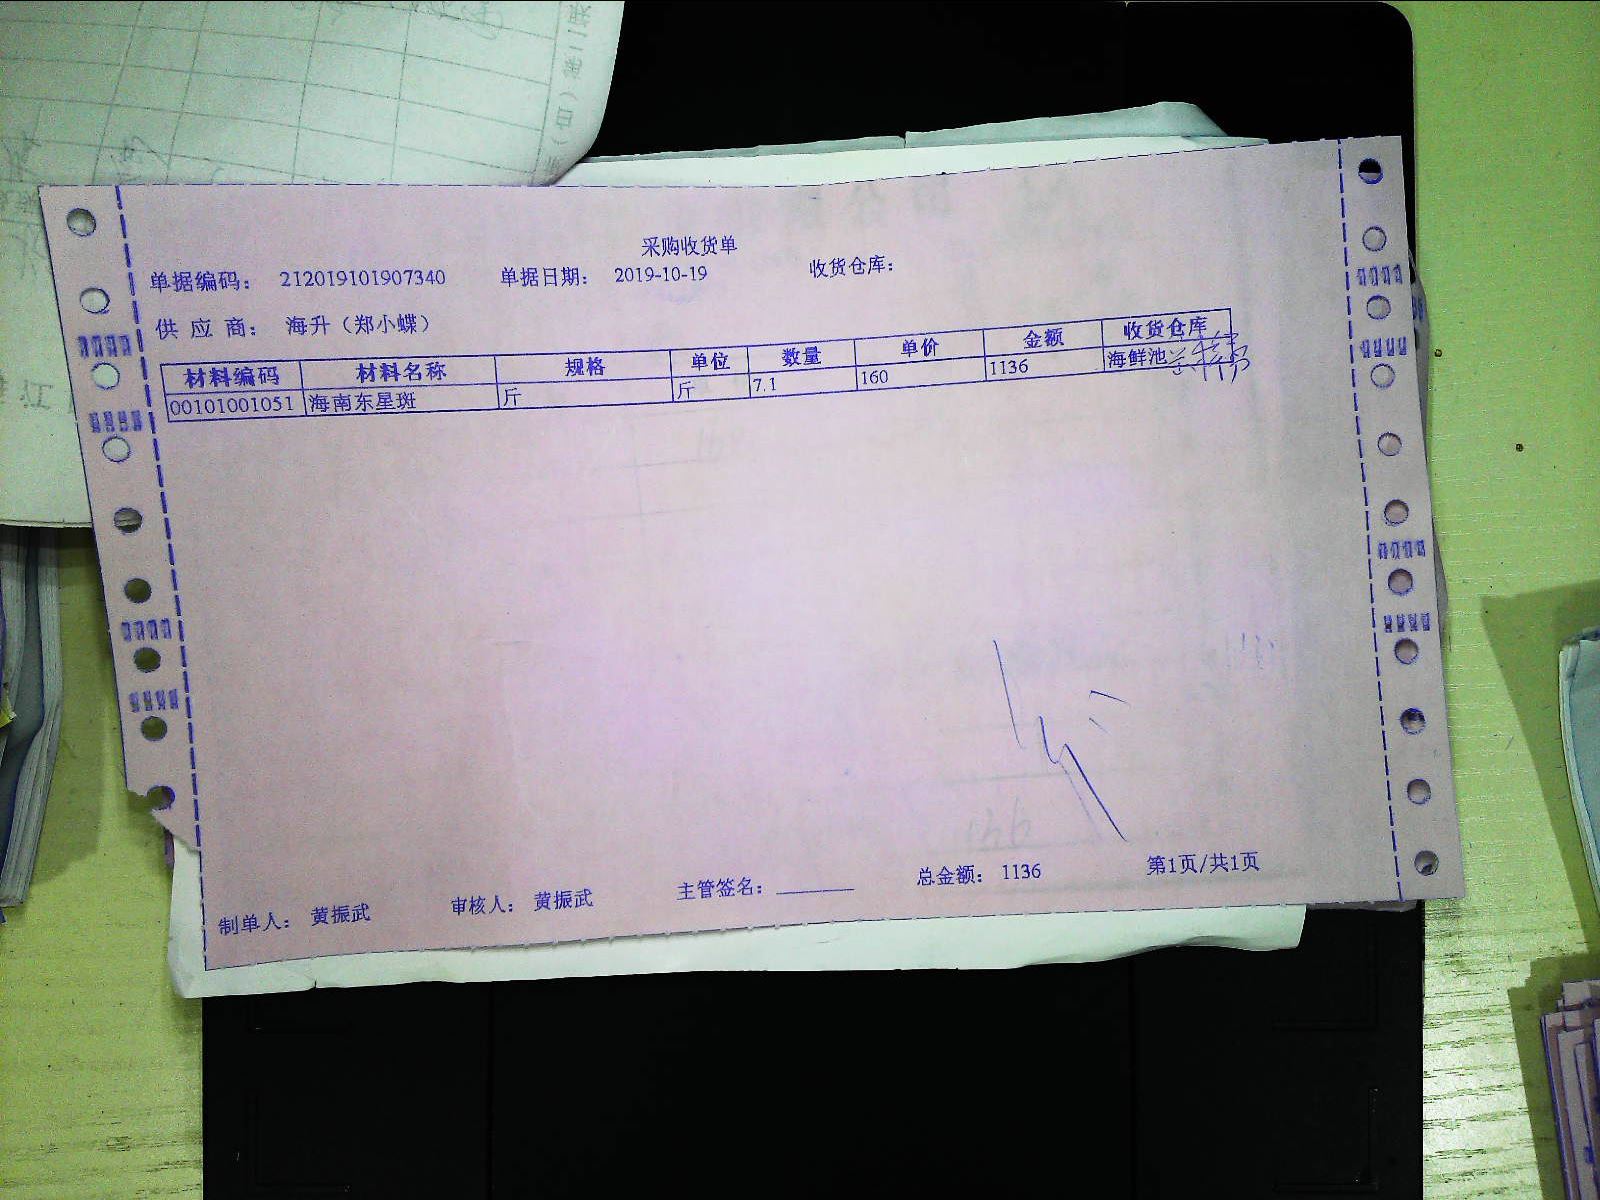 采购收货单
单据编码： 212019101907340 单据日期： 2019-10-19 收货仓库：
供 应 商： 海升（郑小蝶）
材料编码 材料名称 规格 单位 数量 单价 金额 收货仓库
00101001051 海南东星斑 斤 斤 7.1 160 1136 海鲜池
制单人： 黄振武 审核人： 黄振武 主管签名： 总金额： 1136 第1页/共1页